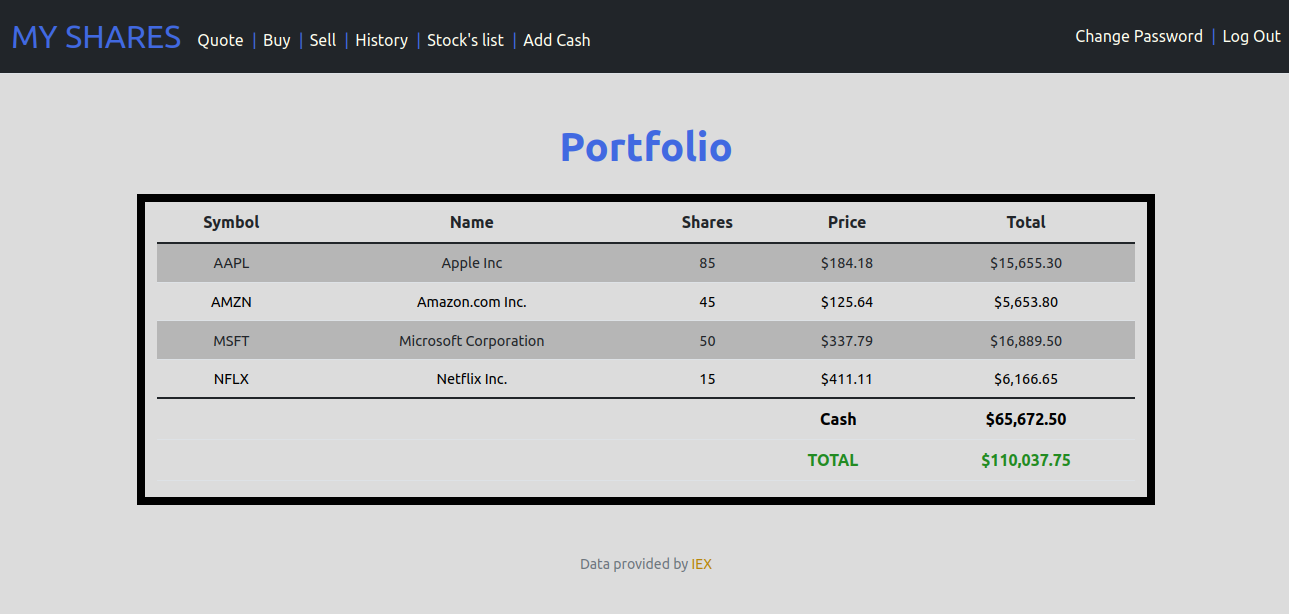 MY SHARES Quote | Buy | Sell | History | Stock's list | Add Cash Change Password | Log Out
Portfolio
Symbol Name Shares Price Total
AAPL Apple Inc 85 $184.18 $15,655.30
AMZN Amazon.com Inc. 45 $125.64 $5,653.80
MSFT Microsoft Corporation 50 $337.79 $16,889.50
NFLX Netflix Inc. 15 $411.11 $6,166.65
Cash $65,672.50
TOTAL $110,037.75
Data provided by IEX